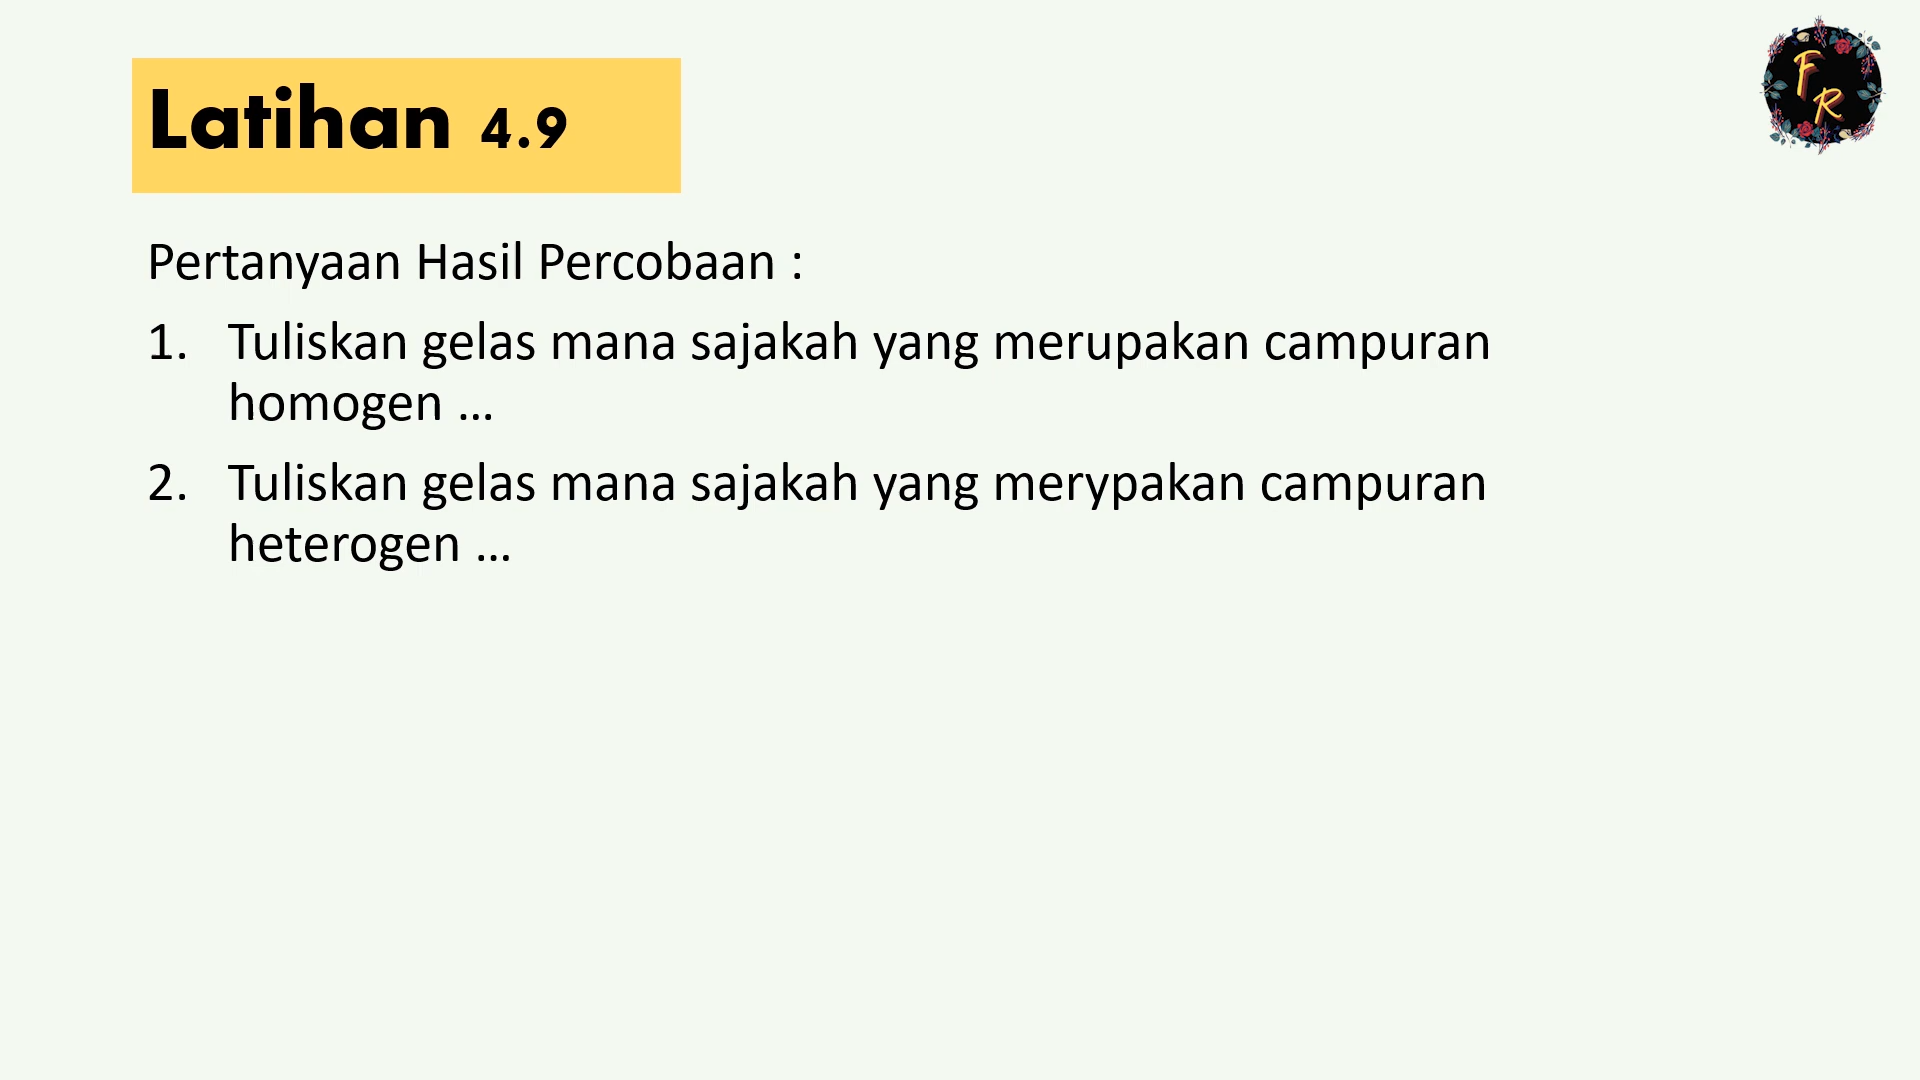 Latihan 4.9
F
R
Pertanyaan Hasil Percobaan :
1. Tuliskan gelas mana sajakah yang merupakan campuran
homogen ...
2. Tuliskan gelas mana sajakah yang merypakan campuran
heterogen ...